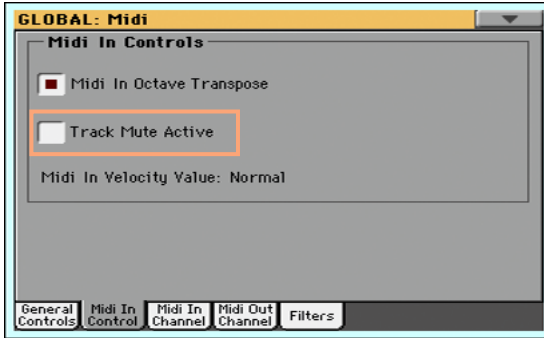 GLOBAL: Midi
Midi In Controls
Midi In Octave Transpose
Track Mute Active
Midi In Velocity Value: Normal
General Controls
Midi In Control
Midi In Channel
Midi Out Channel
Filters